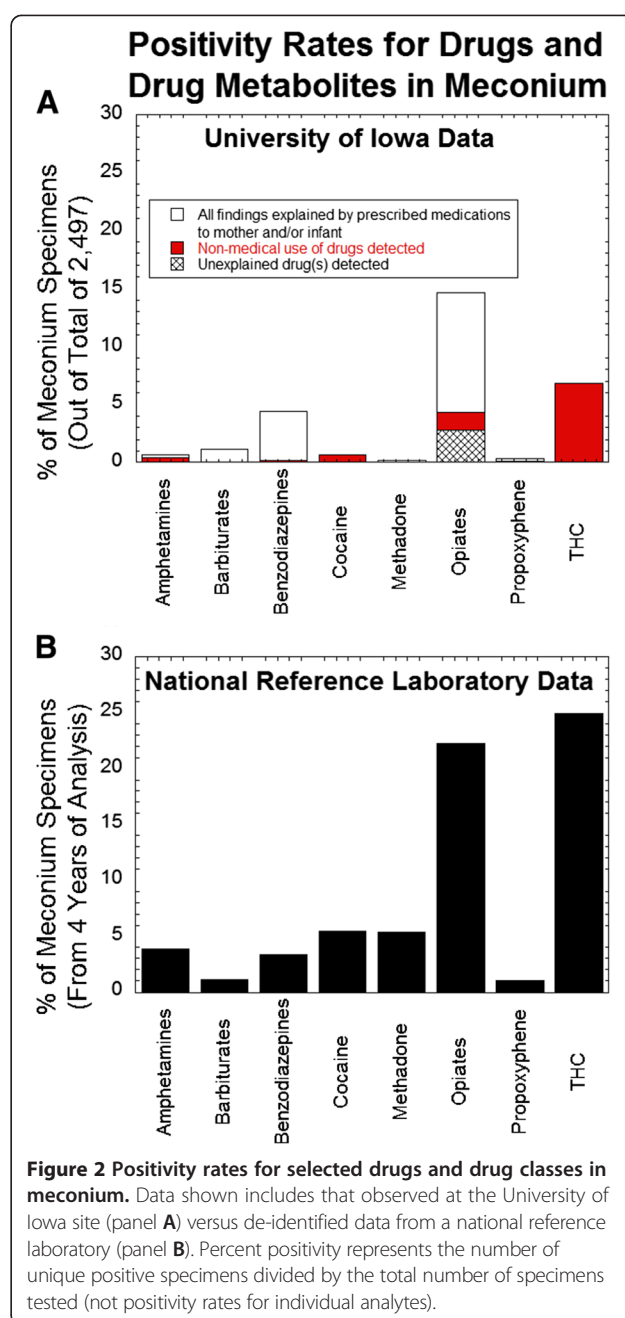 Positivity Rates for Drugs and
Drug Metabolites in Meconium
A
University of Iowa Data
% of Meconium Specimens
(Out of Total of 2,497)
30
25
20
15
10
5
0
All findings explained by prescribed medications
to mother and/or infant
Non-medical use of drugs detected
Unexplained drug(s) detected
Amphetamines
Barbiturates
Benzodiazepines
Cocaine
Methadone
Opiates
Propoxyphene
THC
B
National Reference Laboratory Data
% of Meconium Specimens
(From 4 Years of Analysis)
30
25
20
15
10
5
0
Amphetamines
Barbiturates
Benzodiazepines
Cocaine
Methadone
Opiates
Propoxyphene
THC
Figure 2 Positivity rates for selected drugs and drug classes in
meconium. Data shown includes that observed at the University of
Iowa site (panel A) versus de-identified data from a national reference
laboratory (panel B). Percent positivity represents the number of
unique positive specimens divided by the total number of specimens
tested (not positivity rates for individual analytes).